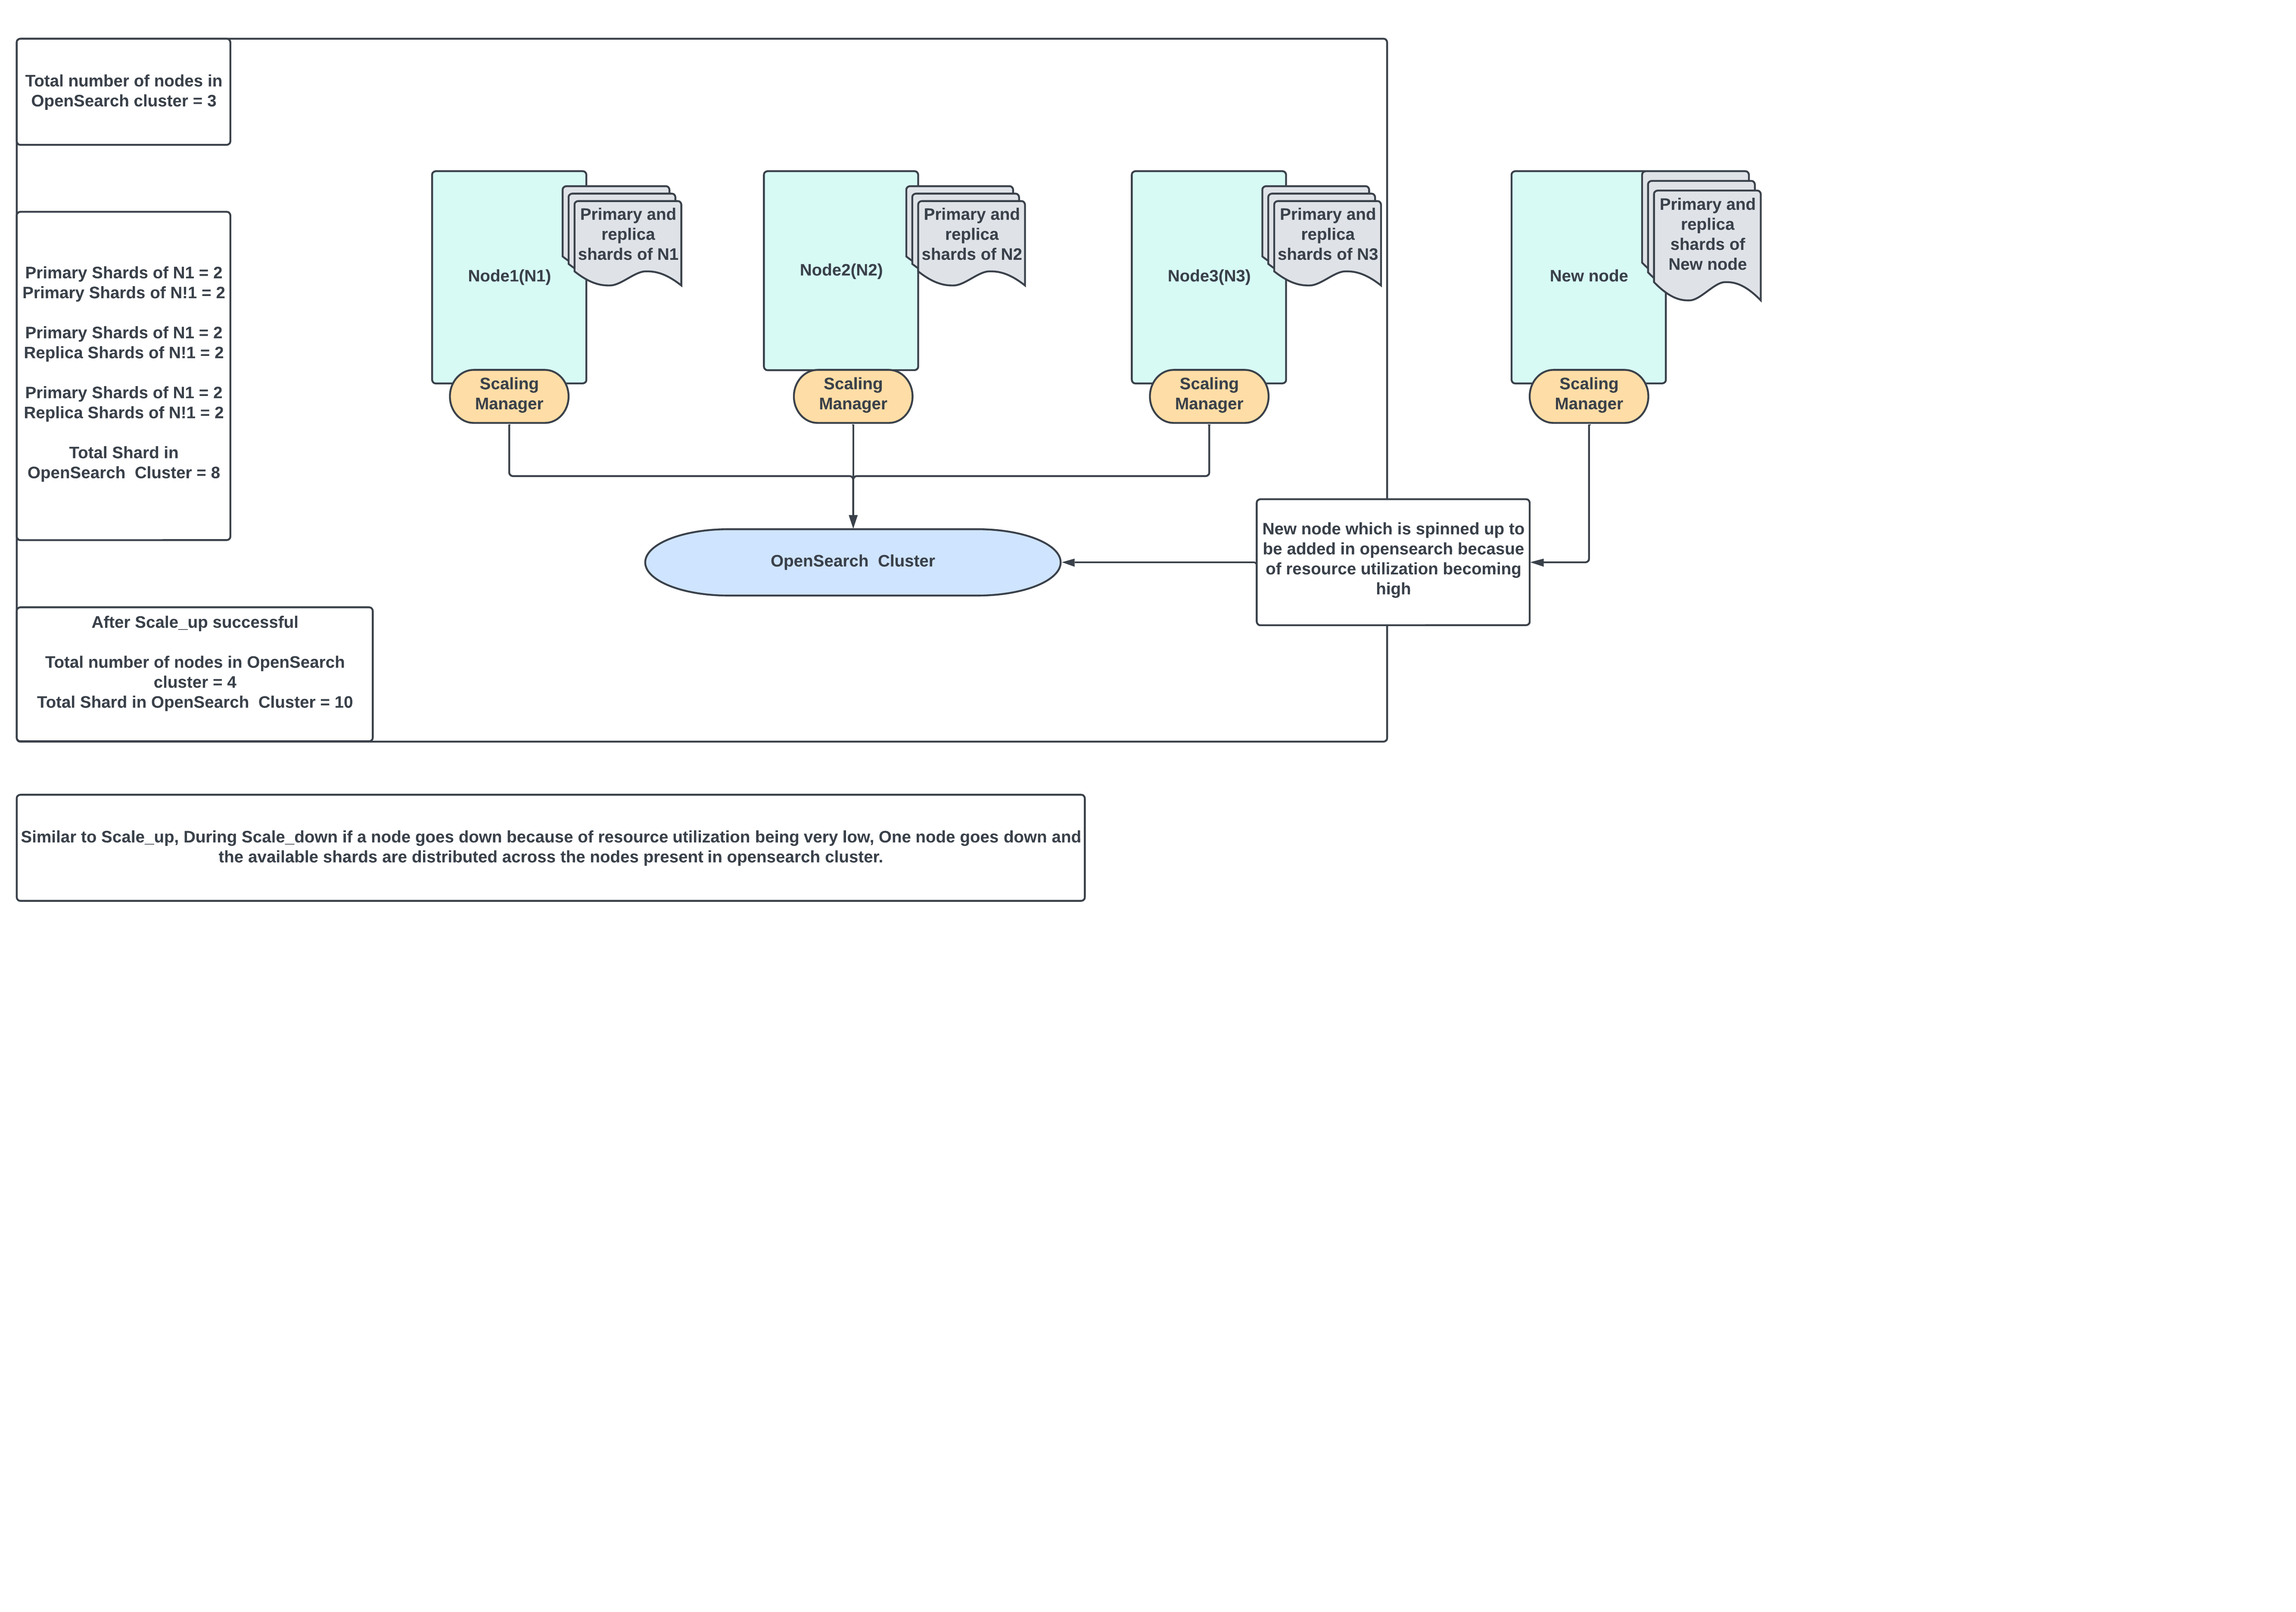 Total number of nodes in
OpenSearch cluster = 3
Primary Shards of N1 = 2
Primary Shards of N!1 = 2
Primary Shards of N1 = 2
Replica Shards of N!1 = 2
Primary Shards of N1 = 2
Replica Shards of N!1 = 2
Total Shard in
OpenSearch  Cluster = 8
Node1(N1)
Primary and
replica
shards of N1
Scaling
Manager
Node2(N2)
Primary and
replica
shards of N2
Scaling
Manager
Node3(N3)
Primary and
replica
shards of N3
Scaling
Manager
New node
Primary and
replica
shards of
New node
Scaling
Manager
OpenSearch  Cluster
New node which is spinned up to
be added in opensearch becasue
of resource utilization becoming
high
After Scale_up successful
Total number of nodes in OpenSearch
cluster = 4
Total Shard in OpenSearch  Cluster = 10
Similar to Scale_up, During Scale_down if a node goes down because of resource utilization being very low, One node goes down and
the available shards are distributed across the nodes present in opensearch cluster.